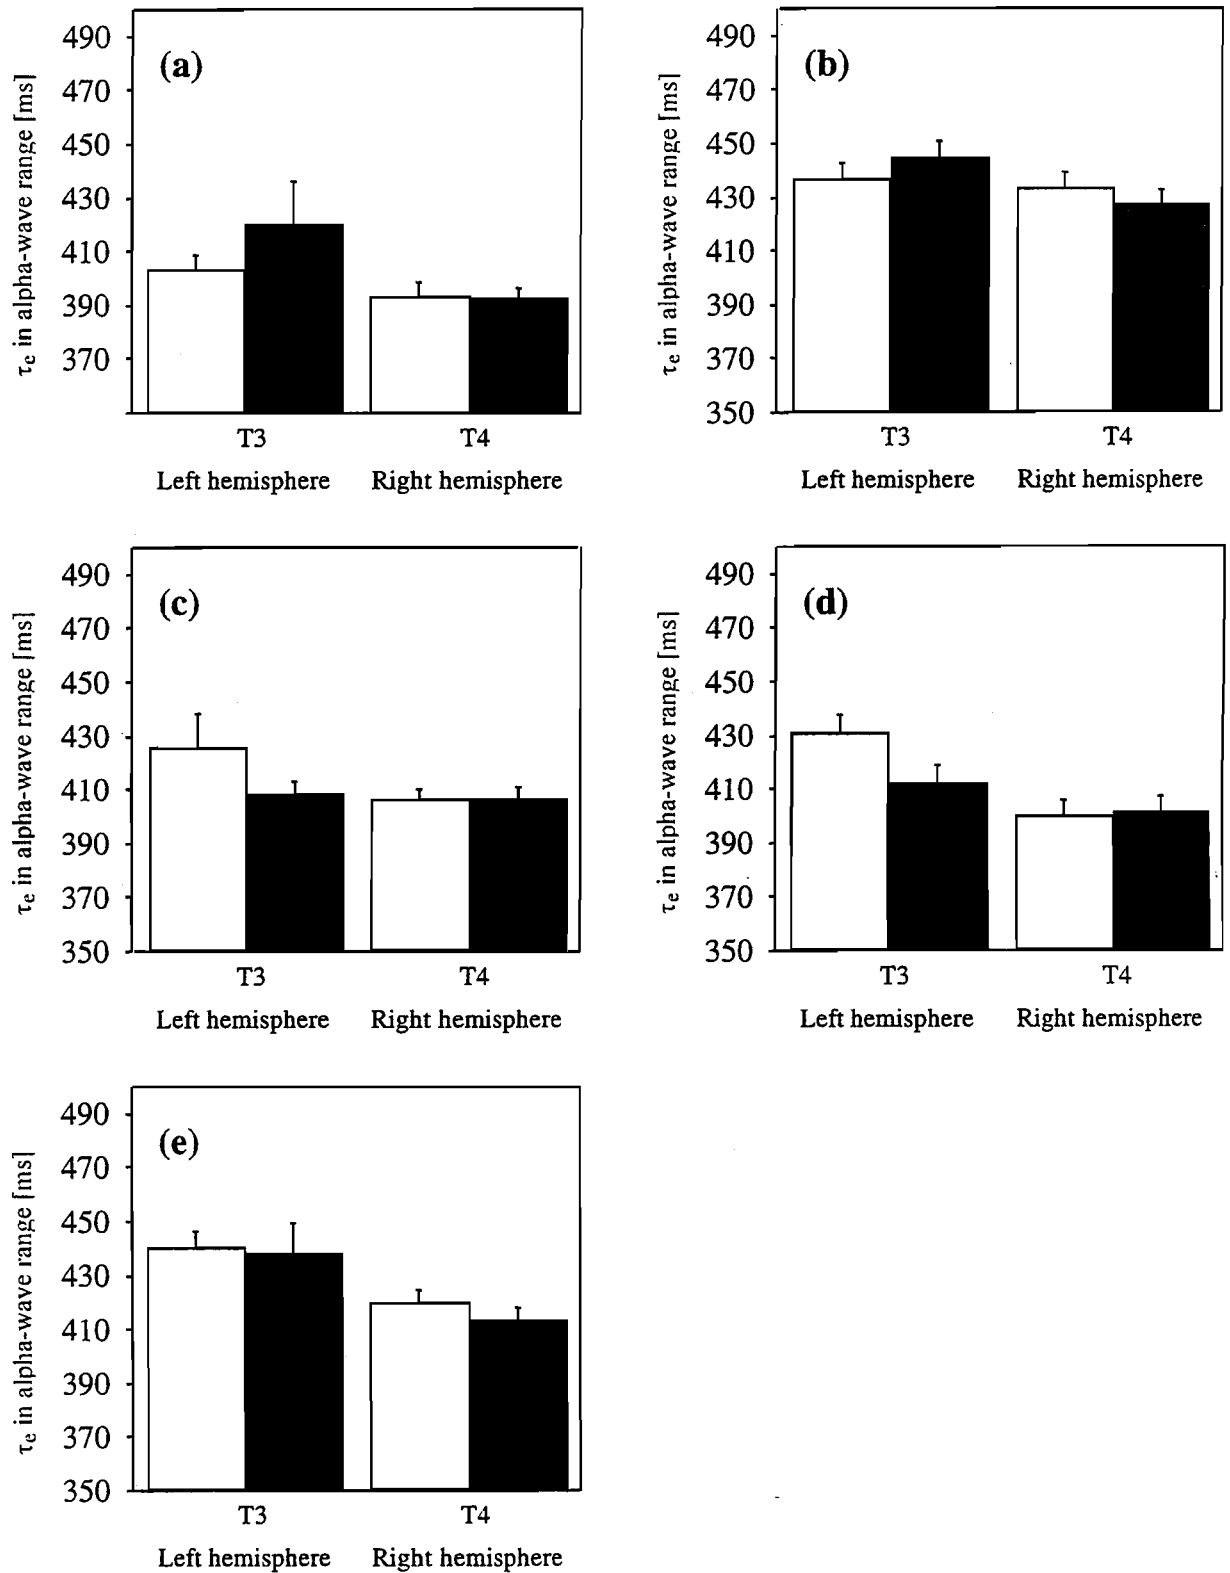 (a)
τe in alpha-wave range [ms]
490
470
450
430
410
390
370
T3
T4
Left hemisphere
Right hemisphere
(b)
τe in alpha-wave range [ms]
490
470
450
430
410
390
370
350
T3
T4
Left hemisphere
Right hemisphere
(c)
τe in alpha-wave range [ms]
490
470
450
430
410
390
370
350
T3
T4
Left hemisphere
Right hemisphere
(d)
τe in alpha-wave range [ms]
490
470
450
430
410
390
370
350
T3
T4
Left hemisphere
Right hemisphere
(e)
τe in alpha-wave range [ms]
490
470
450
430
410
390
370
350
T3
T4
Left hemisphere
Right hemisphere